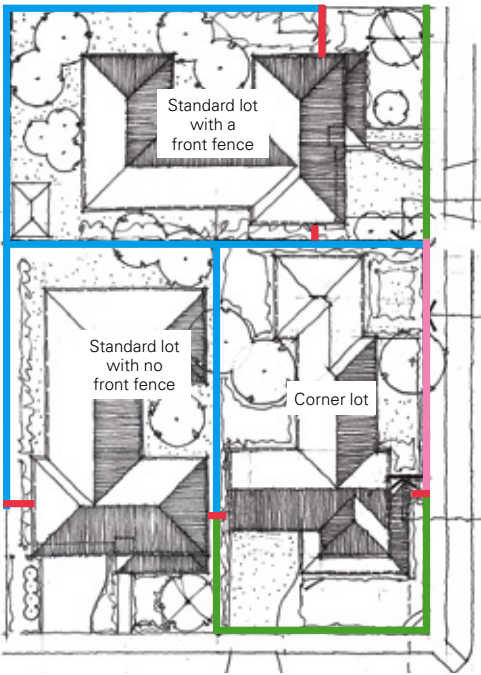 Standard lot
with a
front fence
Standard lot
with no
front fence
Corner lot